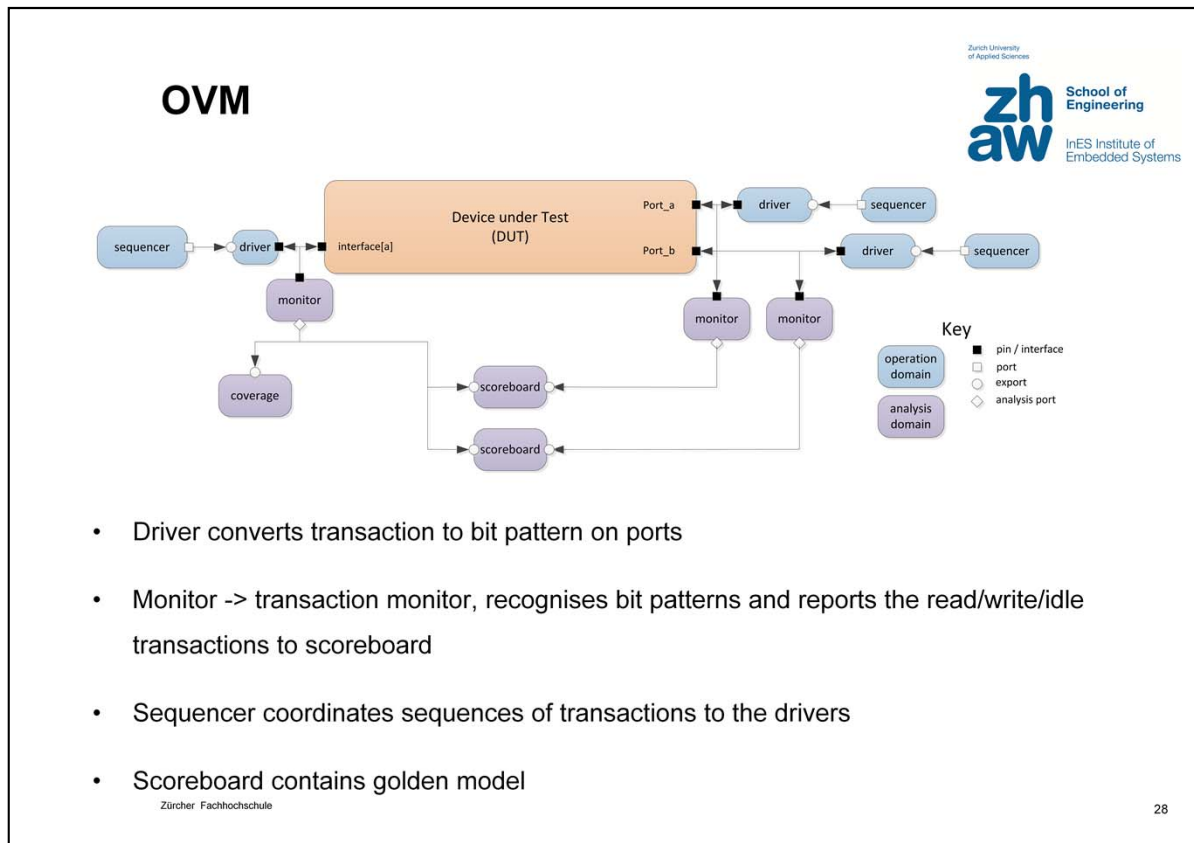 Zurich University
of Applied Sciences
zh
aw
School of
Engineering
InES Institute of
Embedded Systems
OVM
sequencer
driver
interface[a]
Device under Test
(DUT)
Port_a
Port_b
driver
sequencer
driver
sequencer
monitor
monitor
monitor
coverage
scoreboard
scoreboard
Key
operation
domain
analysis
domain
pin / interface
port
export
analysis port
• Driver converts transaction to bit pattern on ports
• Monitor -> transaction monitor, recognises bit patterns and reports the read/write/idle
transactions to scoreboard
• Sequencer coordinates sequences of transactions to the drivers
• Scoreboard contains golden model
Zürcher Fachhochschule
28